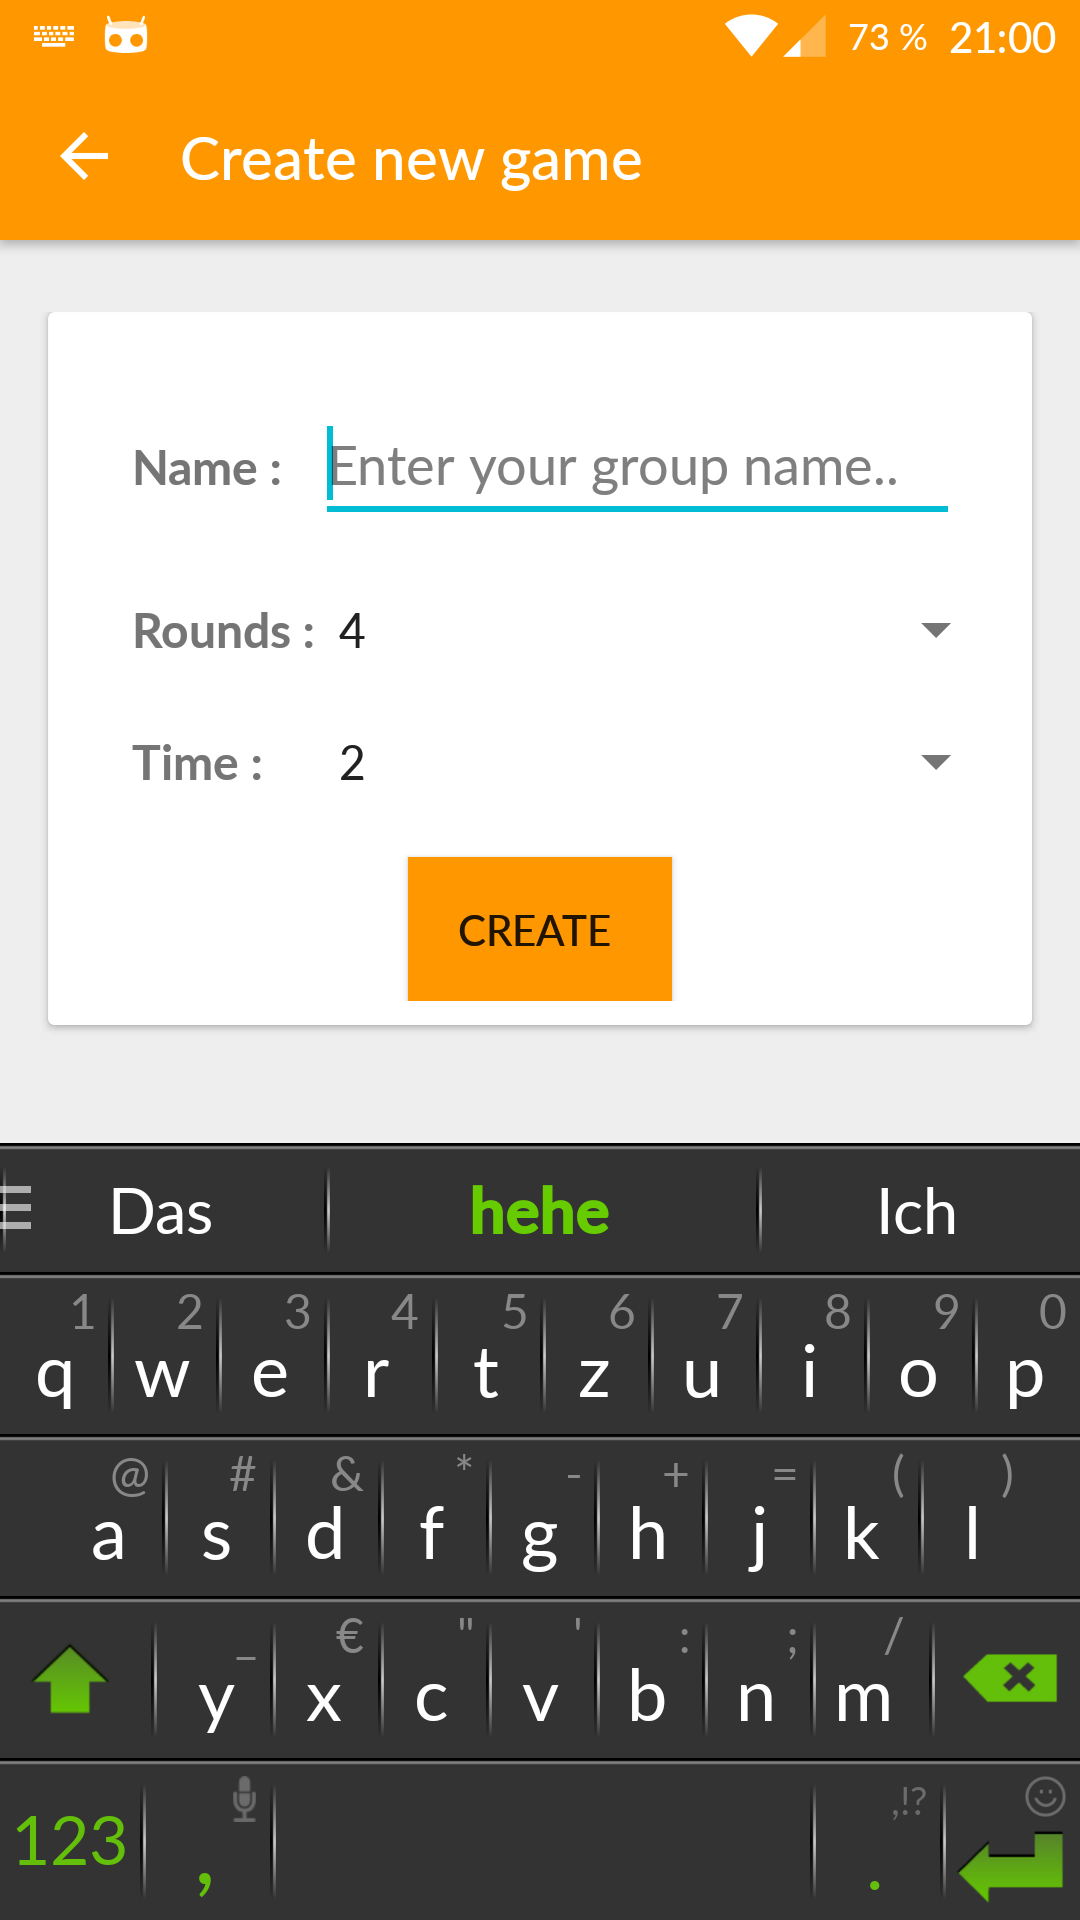 73 % 21:00
Create new game
Name : Enter your group name..
Rounds : 4
Time : 2
CREATE
Das hehe Ich
1 2 3 4 5 6 7 8 9 0
q w e r t z u i o p
@ # & * - + = ( )
a s d f g h j k l
_ € " ' : ; /
y x c v b n m
,!?
123 , .